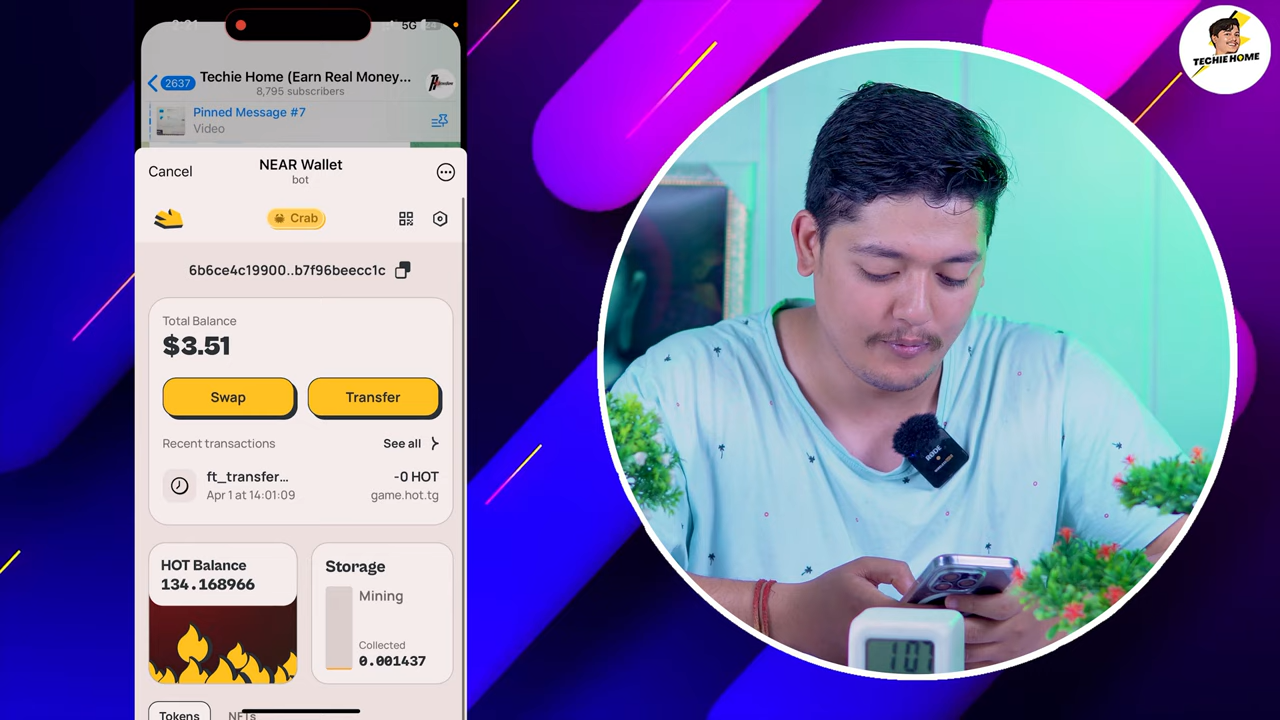 5G
2637
Techie Home (Earn Real Money...
8,795 subscribers
Pinned Message #7
Video
Cancel
NEAR Wallet
bot
Crab
6b6ce4c19900..b7f96beecc1c
Total Balance
$3.51
Swap
Transfer
Recent transactions
See all
ft_transfer...
-0 HOT
Apr 1 at 14:01:09
game.hot.tg
HOT Balance
134.168966
Storage
Mining
Collected
0.001437
Tokens
NFTs
TECHIE HOME
RODE